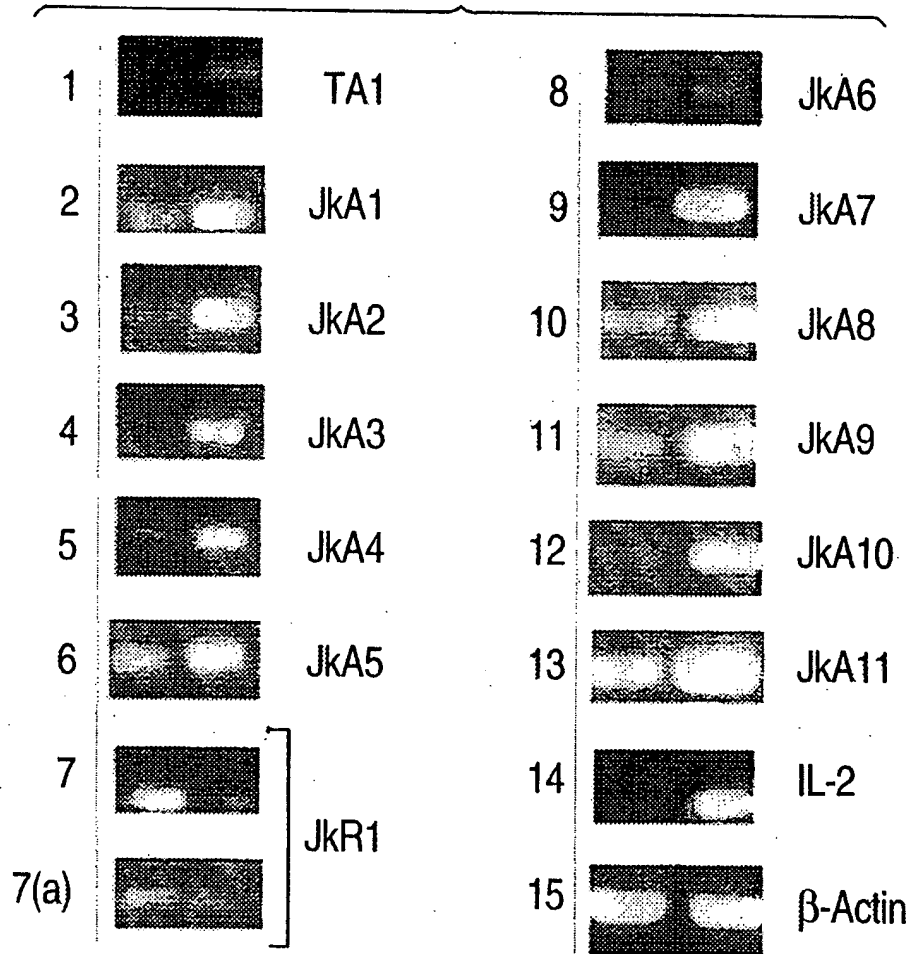 1 TA1
2 JkA1
3 JkA2
4 JkA3
5 JkA4
6 JkA5
7
JkR1
7(a)
8 JkA6
9 JkA7
10 JkA8
11 JkA9
12 JkA10
13 JkA11
14 IL-2
15 β-Actin